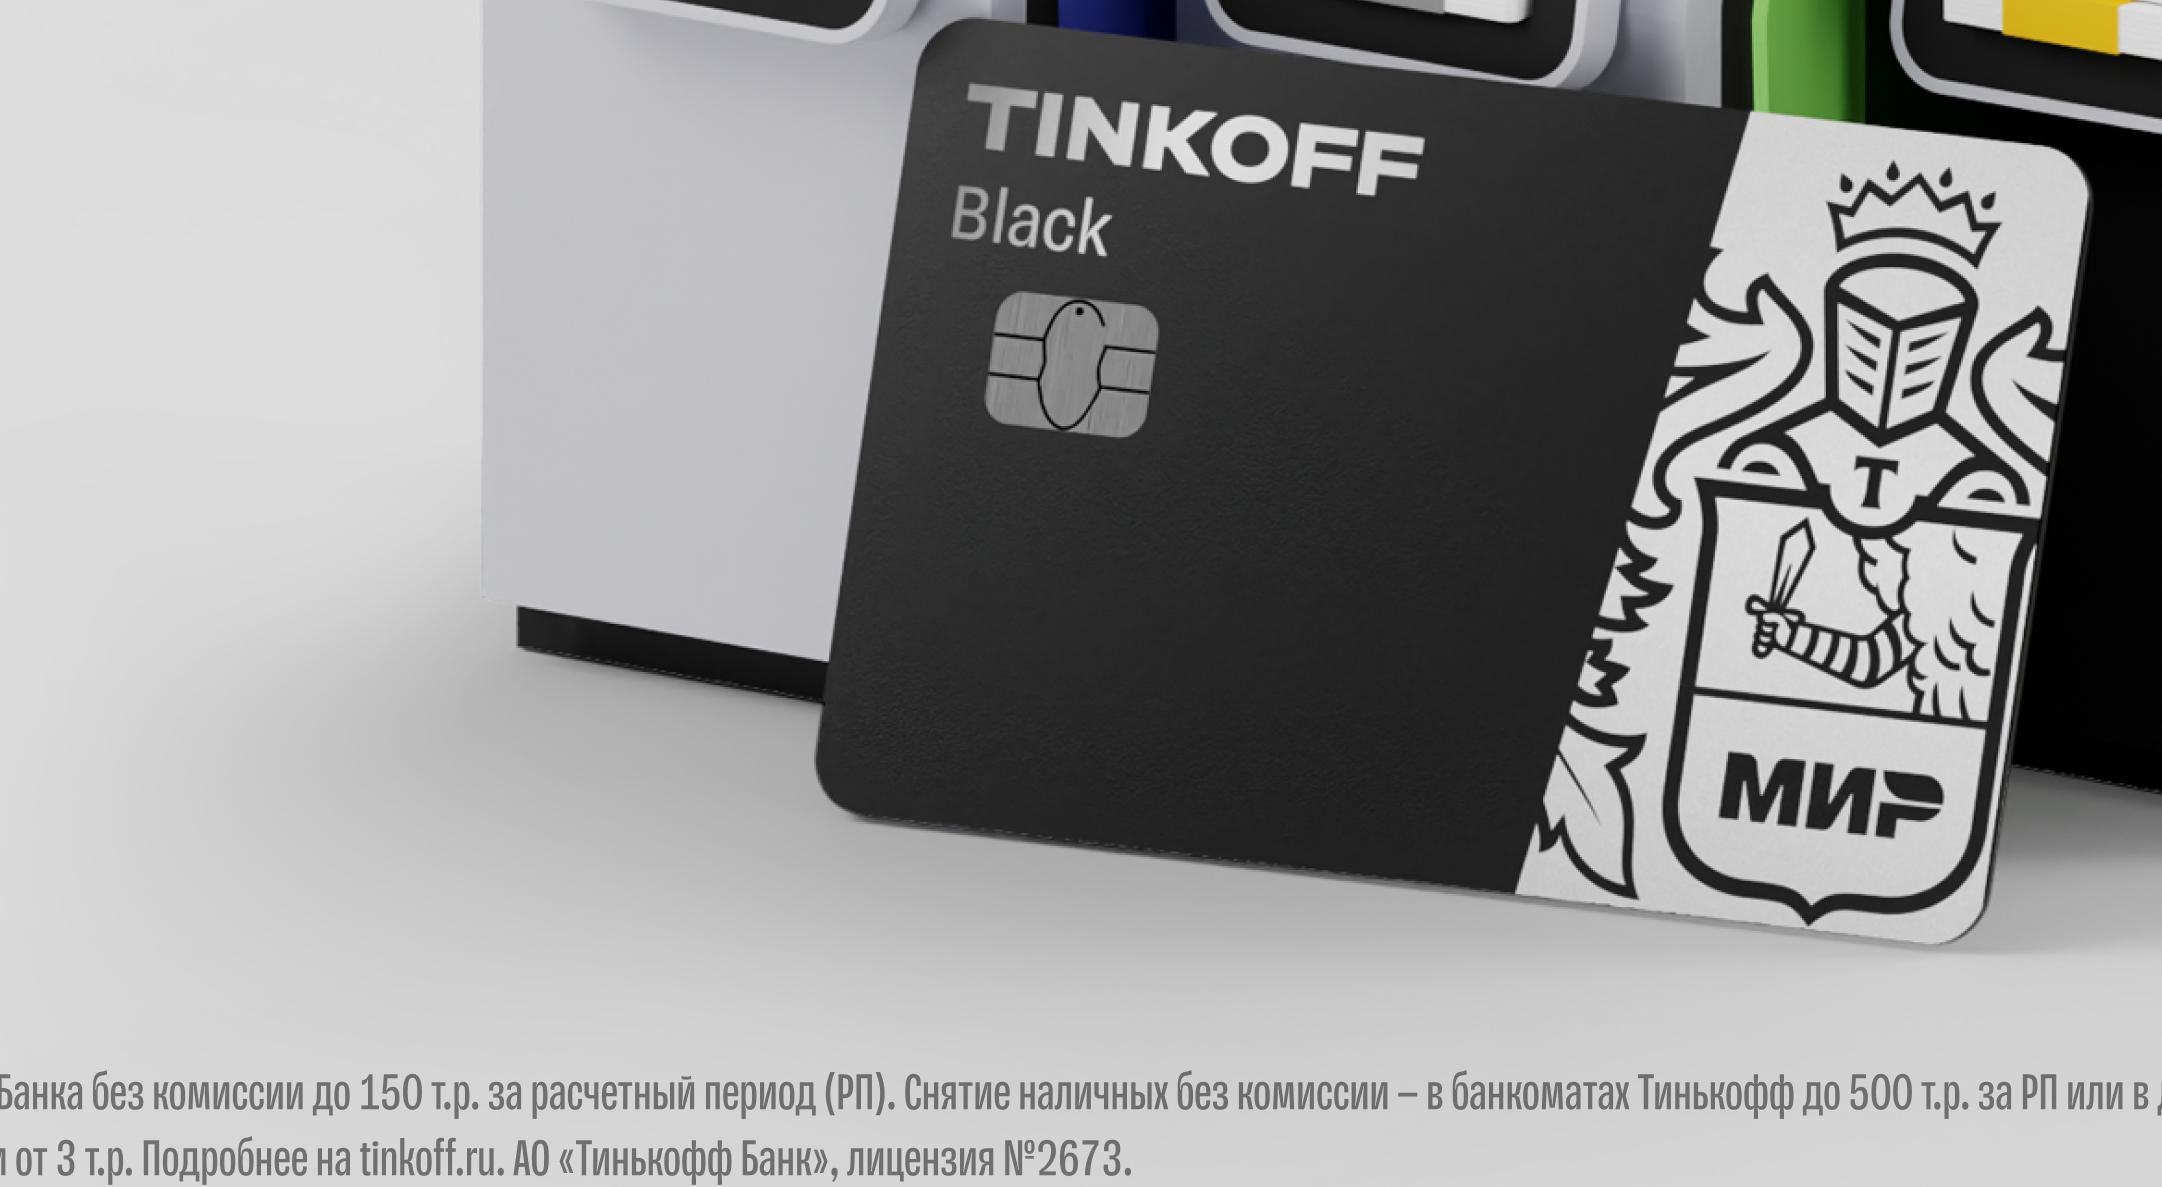 TINKOFF
Black
T
МИР
Банка без комиссии до 150 т.р. за расчетный период (РП). Снятие наличных без комиссии – в банкоматах Тинькофф до 500 т.р. за РП или в
от 3 т.р. Подробнее на tinkoff.ru. АО «Тинькофф Банк», лицензия №2673.